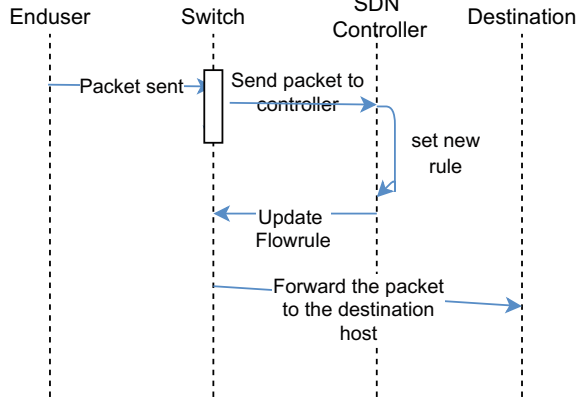 SDN
Enduser
Switch
Controller
Destination
Packet sent
Send packet to
controller
set new
rule
Update
Flowrule
Forward the packet
to the destination
host